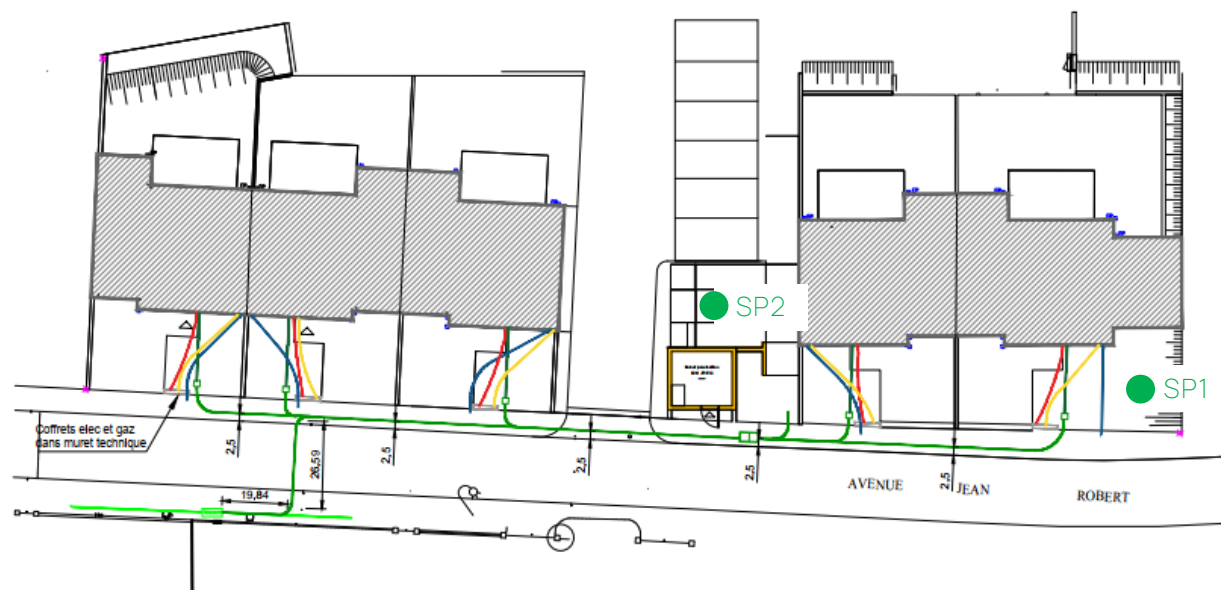 SP2
SP1
Coffrets elec et gaz
dans muret technique
2,5
2,5
26,59
19,84
2,5
2,5
2,5
AVENUE
JEAN
ROBERT